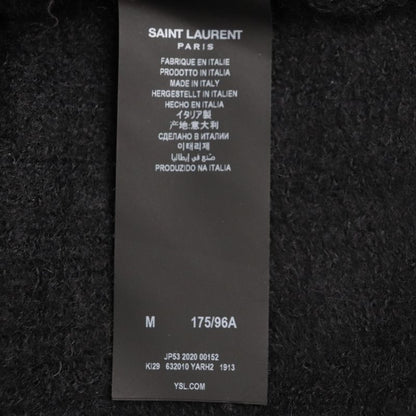 SAINT LAURENT
PARIS
FABRIQUE EN ITALIE
PRODOTTO IN ITALIA
MADE IN ITALY
HERGESTELLT IN ITALIEN
HECHO EN ITALIA
イタリア製
产地:意大利
СДЕЛАНО В ИТАЛИИ
이태리제
صنع في إيطاليا
PRODUZIDO NA ITALIA
M 175/96A
JP53 2020 00152
KI29 632010 YARH2 1913
YSL.COM